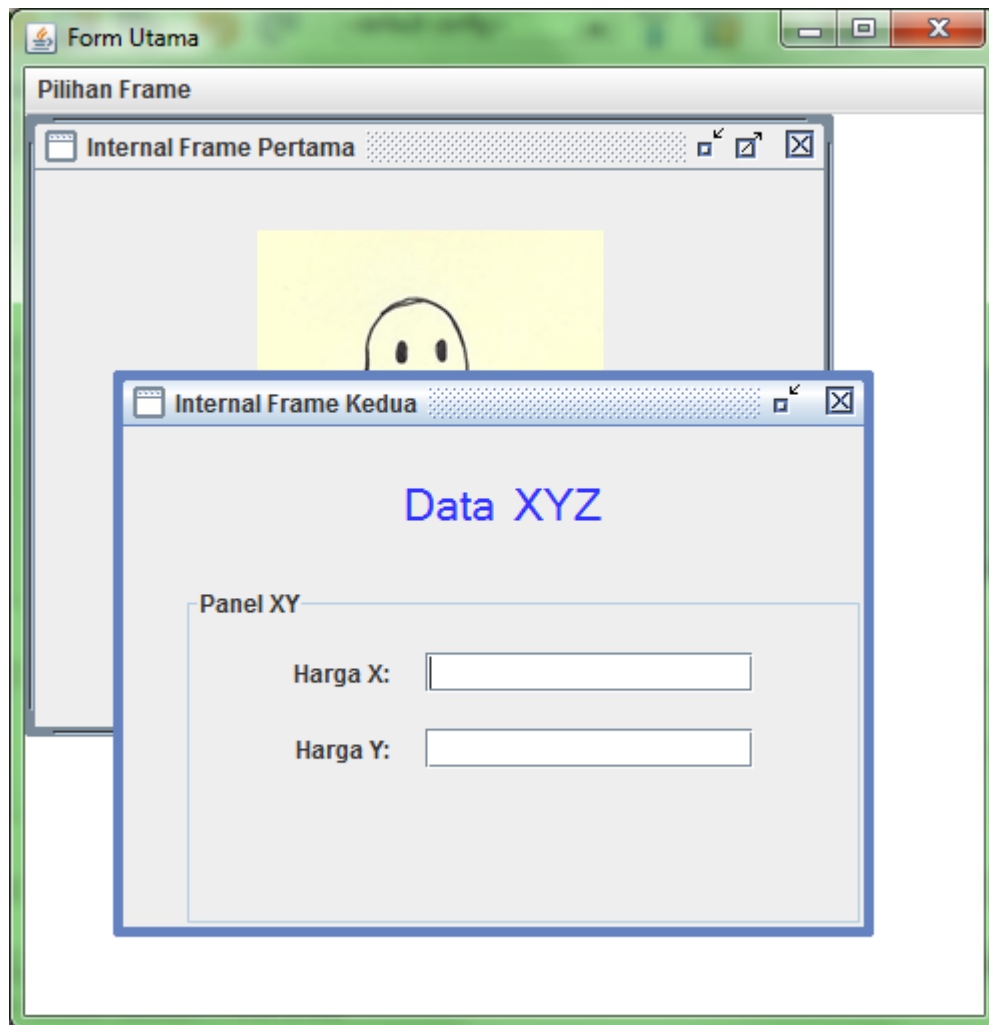 Form Utama
Pilihan Frame
Internal Frame Pertama
Internal Frame Kedua
Data XYZ
Panel XY
Harga X:
Harga Y: